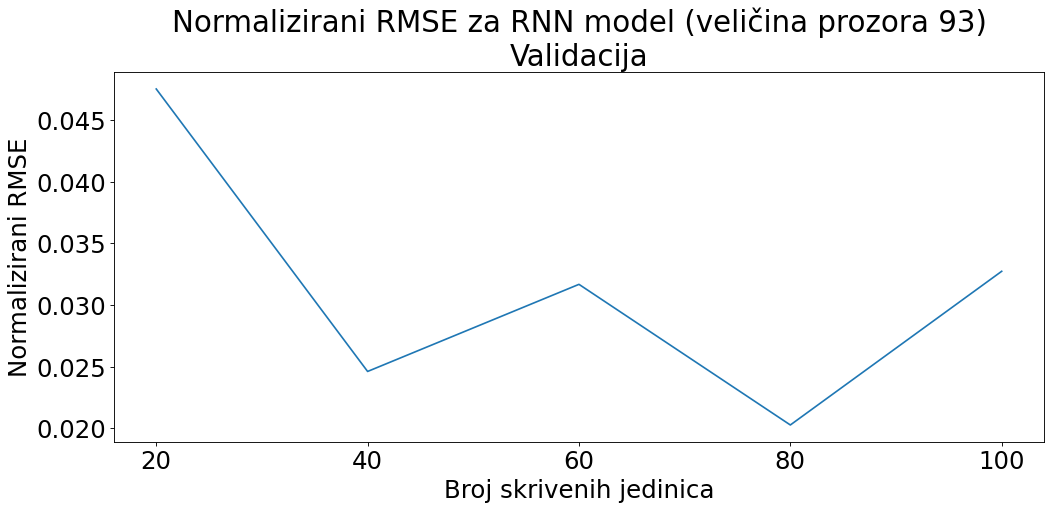 Normalizirani RMSE za RNN model (veličina prozora 93)
Validacija
Normalizirani RMSE
0.045
0.040
0.035
0.030
0.025
0.020
20 40 60 80 100
Broj skrivenih jedinica